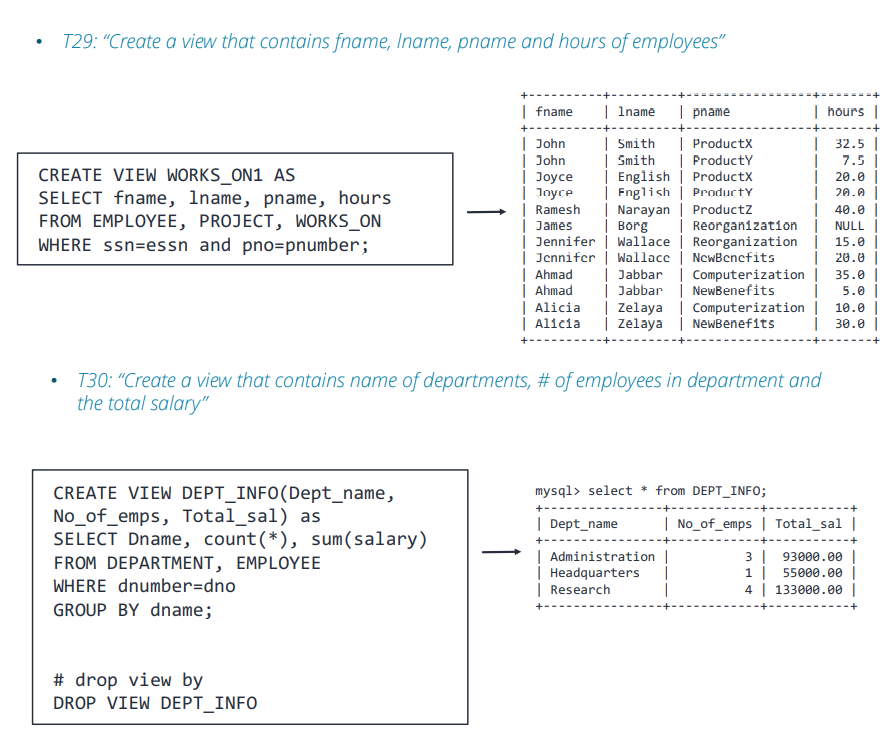 • T29: “Create a view that contains fname, lname, pname and hours of employees”
CREATE VIEW WORKS_ON1 AS
SELECT fname, lname, pname, hours
FROM EMPLOYEE, PROJECT, WORKS_ON
WHERE ssn=essn and pno=pnumber;
+----------+---------+-----------------+-------+
| fname | lname | pname | hours |
+----------+---------+-----------------+-------+
| John | Smith | ProductX | 32.5 |
| John | Smith | ProductY | 7.5 |
| Joyce | English | ProductX | 20.0 |
| Joyce | English | ProductY | 20.0 |
| Ramesh | Narayan | ProductZ | 40.0 |
| James | Borg | Reorganization | NULL |
| Jennifer | Wallace | Reorganization | 15.0 |
| Jennifer | Wallace | NewBenefits | 20.0 |
| Ahmad | Jabbar | Computerization | 35.0 |
| Ahmad | Jabbar | NewBenefits | 5.0 |
| Alicia | Zelaya | Computerization | 10.0 |
| Alicia | Zelaya | NewBenefits | 30.0 |
+----------+---------+-----------------+-------+
• T30: “Create a view that contains name of departments, # of employees in department and
the total salary”
CREATE VIEW DEPT_INFO(Dept_name,
No_of_emps, Total_sal) as
SELECT Dname, count(*), sum(salary)
FROM DEPARTMENT, EMPLOYEE
WHERE dnumber=dno
GROUP BY dname;
# drop view by
DROP VIEW DEPT_INFO
mysql> select * from DEPT_INFO;
+----------------+------------+-----------+
| Dept_name | No_of_emps | Total_sal |
+----------------+------------+-----------+
| Administration | 3 | 93000.00 |
| Headquarters | 1 | 55000.00 |
| Research | 4 | 133000.00 |
+----------------+------------+-----------+